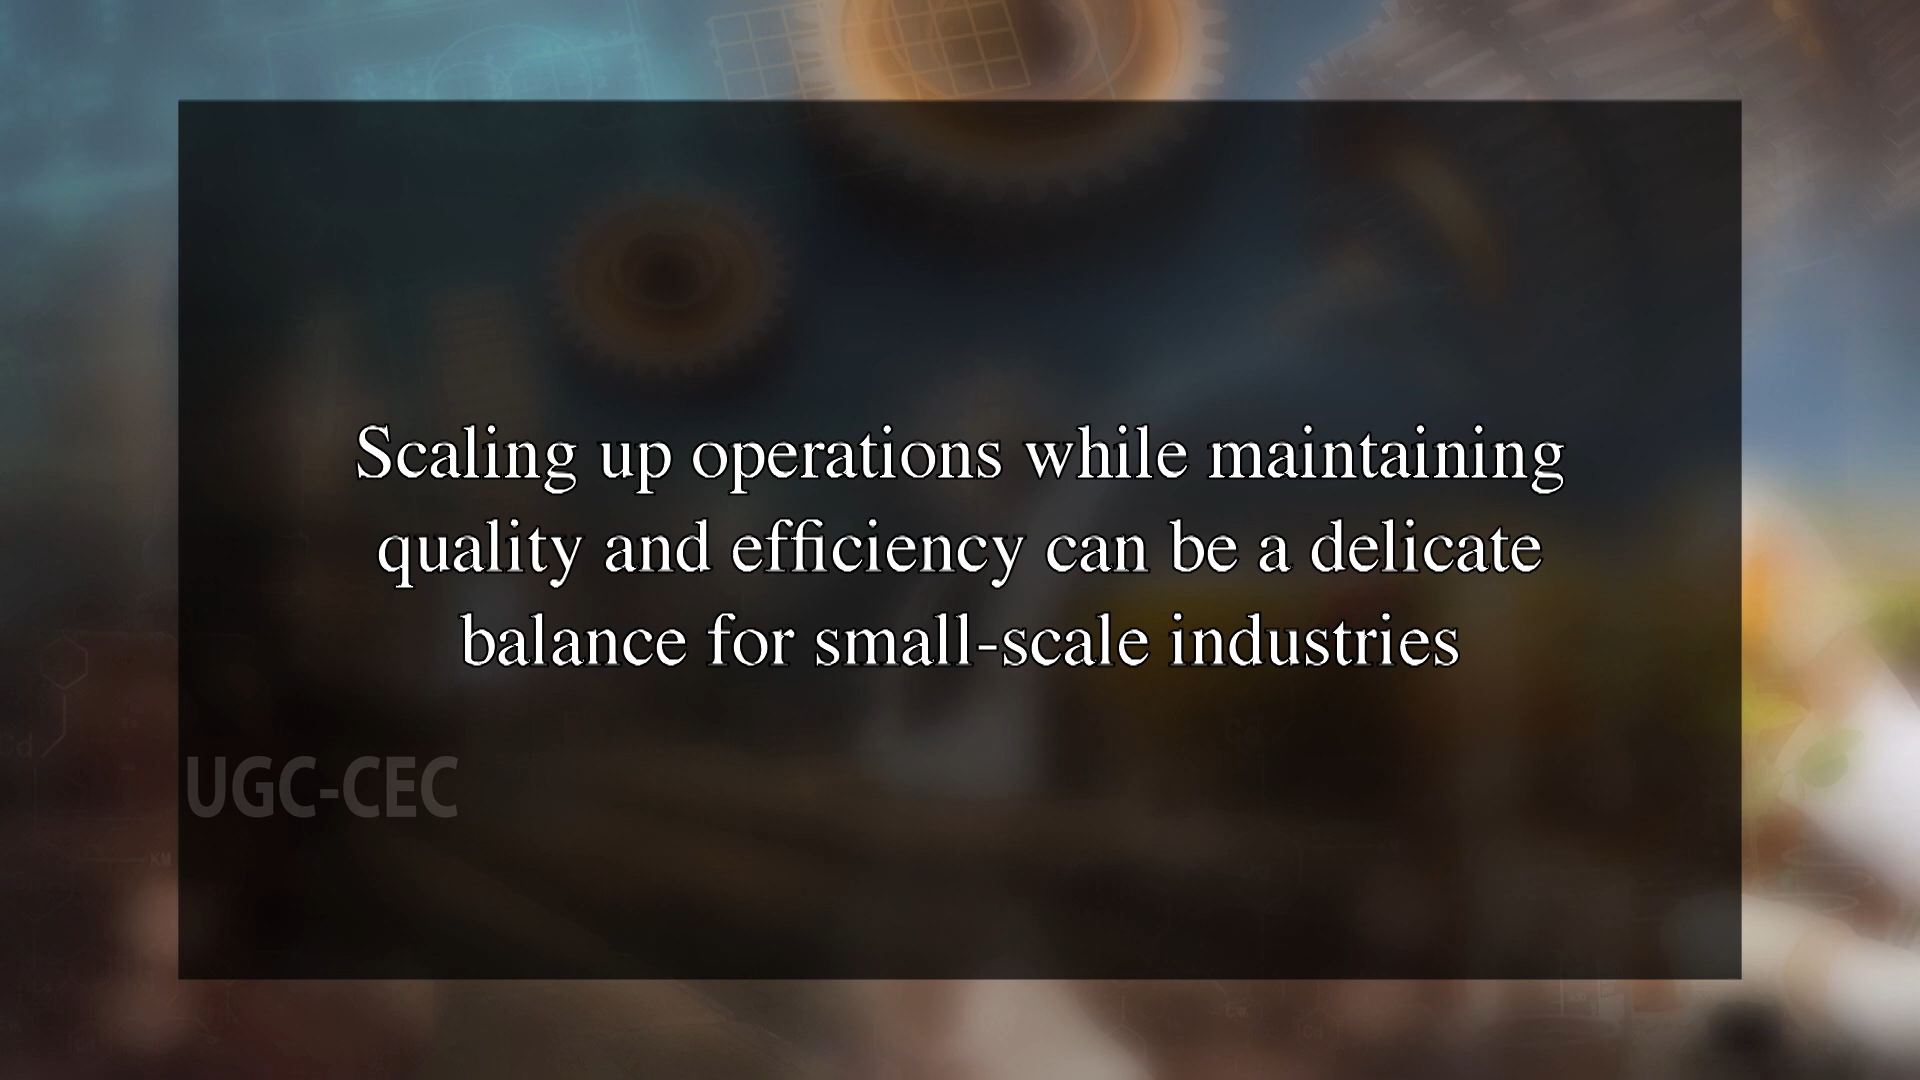 Scaling up operations while maintaining
quality and efficiency can be a delicate
balance for small-scale industries
UGC-CEC